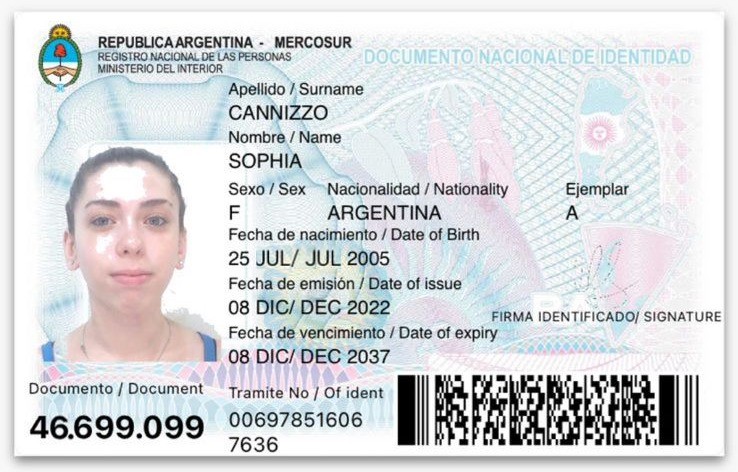 REPUBLICA ARGENTINA - MERCOSUR
REGISTRO NACIONAL DE LAS PERSONAS
MINISTERIO DEL INTERIOR
DOCUMENTO NACIONAL DE IDENTIDAD
Apellido / Surname
CANNIZZO
Nombre / Name
SOPHIA
Sexo / Sex Nacionalidad / Nationality Ejemplar
F ARGENTINA A
Fecha de nacimiento / Date of Birth
25 JUL/ JUL 2005
Fecha de emisión / Date of issue
08 DIC/ DEC 2022
FIRMA IDENTIFICADO/ SIGNATURE
Fecha de vencimiento / Date of expiry
08 DIC/ DEC 2037
Documento / Document
46.699.099
Tramite No / Of ident
00697851606
7636